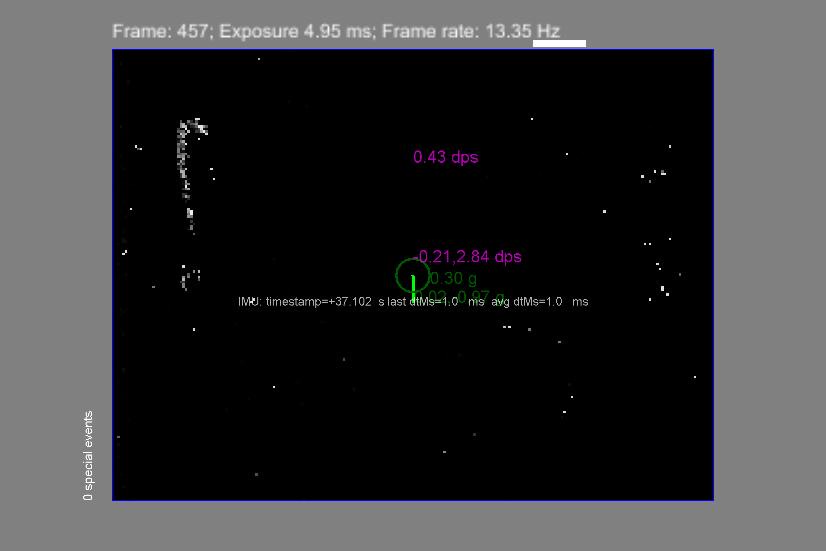 Frame: 457; Exposure 4.95 ms; Frame rate: 13.35 Hz
0.43 dps
-0.21,2.84 dps
0.30 g
IMU: timestamp=+37.102 s last dtMs=1.0 ms avg dtMs=1.0 ms
0 special events